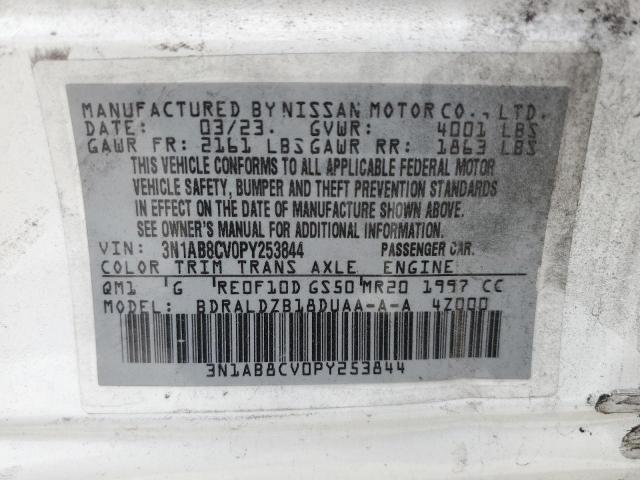 MANUFACTURED BY NISSAN MOTOR CO., LTD.
DATE: 03/23. GVWR: 4001 LBS
GAWR FR: 2161 LBS GAWR RR: 1863 LBS
THIS VEHICLE CONFORMS TO ALL APPLICABLE FEDERAL MOTOR
VEHICLE SAFETY, BUMPER AND THEFT PREVENTION STANDARDS
IN EFFECT ON THE DATE OF MANUFACTURE SHOWN ABOVE.
SEE OWNER'S MANUAL FOR ADDITIONAL INFORMATION.
VIN: 3N1AB8CV0PY253844 PASSENGER CAR.
COLOR TRIM TRANS AXLE ENGINE
QM1 'G 'RE0F10D GS50 'MR20 1997 CC
MODEL: BDRALDZB18DUAA-A-A 4Z000
3N1AB8CV0PY253844